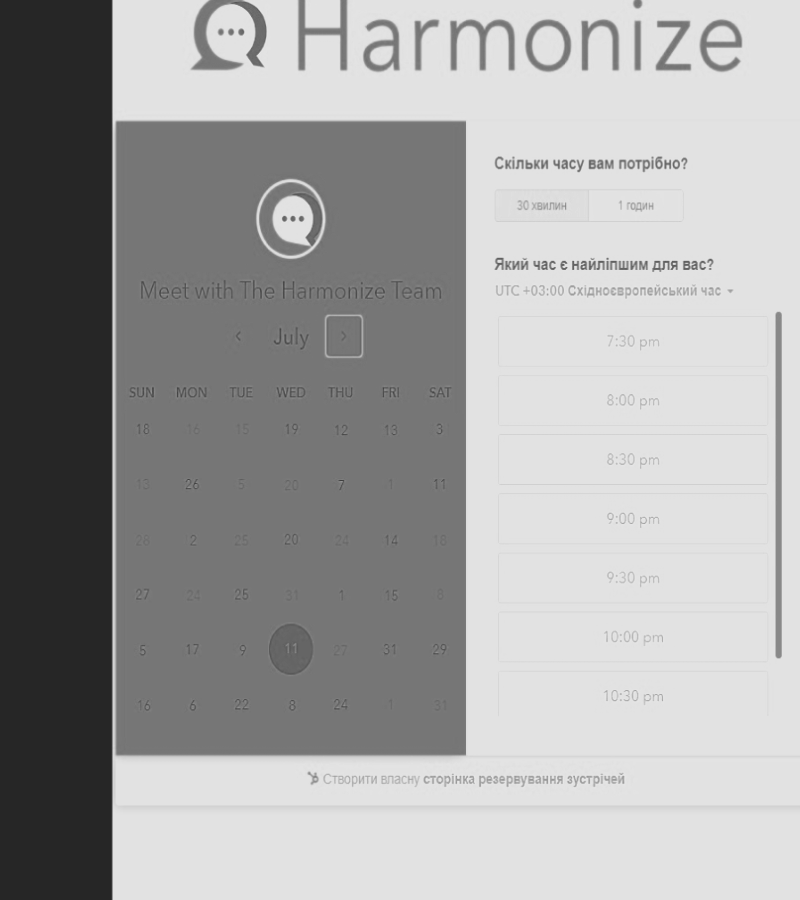 Harmonize
Meet with The Harmonize Team
July
SUN MON TUE WED THU FRI SAT
18 16 15 19 12 13 3
13 26 5 20 7 1 11
28 2 25 20 24 14 18
27 24 25 31 1 15 8
5 17 9 11 27 31 29
16 6 22 8 24 1 31
Скільки часу вам потрібно?
30 хвилин 1 годин
Який час є найліпшим для вас?
UTC +03:00 Східноєвропейський час
7:30 pm
8:00 pm
8:30 pm
9:00 pm
9:30 pm
10:00 pm
10:30 pm
Створити власну сторінка резервування зустрічей